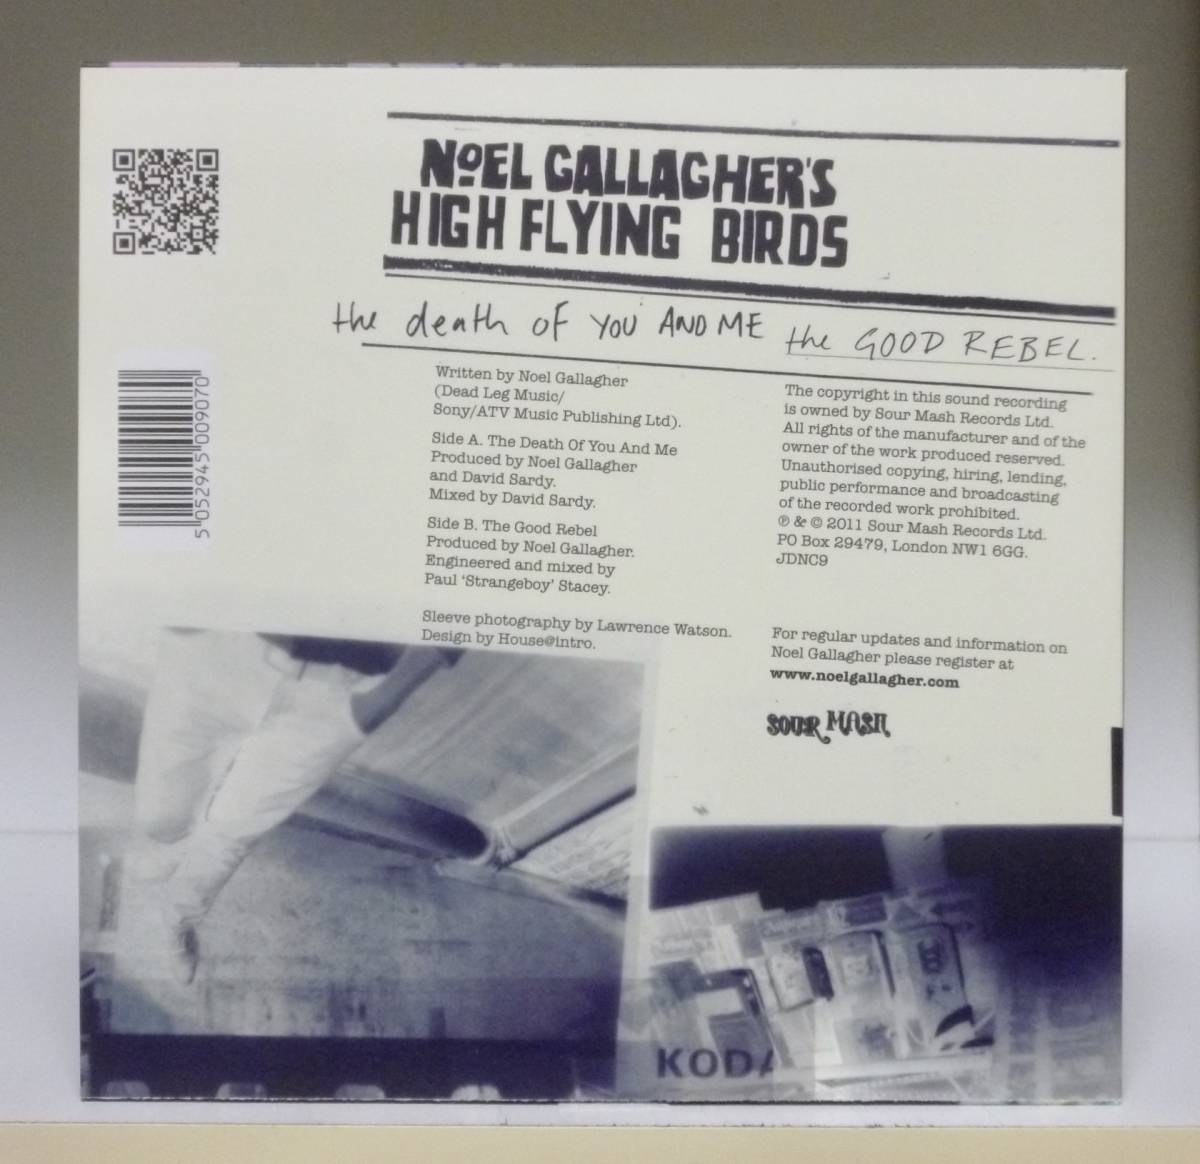 NOEL GALLAGHER'S
HIGH FLYING BIRDS
the death of YOU AND ME the GOOD REBEL.
Written by Noel Gallagher
(Dead Leg Music/
Sony/ATV Music Publishing Ltd).
Side A. The Death Of You And Me
Produced by Noel Gallagher
and David Sardy.
Mixed by David Sardy.
Side B. The Good Rebel
Produced by Noel Gallagher.
Engineered and mixed by
Paul ‘Strangeboy’ Stacey.
Sleeve photography by Lawrence Watson.
Design by House@intro.
The copyright in this sound recording
is owned by Sour Mash Records Ltd.
All rights of the manufacturer and of the
owner of the work produced reserved.
Unauthorised copying, hiring, lending,
public performance and broadcasting
of the recorded work prohibited.
℗ & © 2011 Sour Mash Records Ltd.
PO Box 29479, London NW1 6GG.
JDNC9
For regular updates and information on
Noel Gallagher please register at
www.noelgallagher.com
SOUR MASH
5 052945 009070
KODA